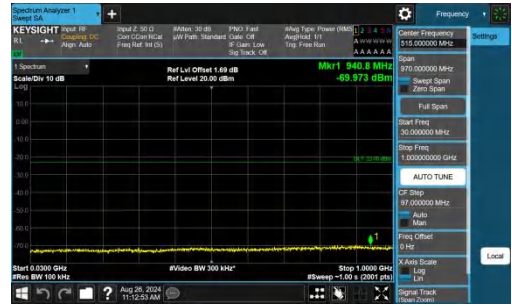 Spectrum Analyzer 1
Swept SA
+
Frequency
KEYSIGHT
R L
Input: RF
Coupling: DC
Align: Auto
Input Z: 50 Ω
Corr CCorr RCal
Freq Ref: Int (S)
#Atten: 30 dB
µW Path: Standard
PNO: Fast
Gate: Off
IF Gain: Low
Sig Track: Off
#Avg Type: Power (RMS)
Avg|Hold: 1/1
Trig: Free Run
1 2 3 4 5 6
A W W W W W
A A A A A A
1 Spectrum
Scale/Div 10 dB
Log
Ref Lvl Offset 1.69 dB
Ref Level 20.00 dBm
Mkr1 940.8 MHz
-69.973 dBm
10.0
0.00
-10.0
-20.0
-30.0
-40.0
-50.0
-60.0
-70.0
1
Start 0.0300 GHz
#Res BW 100 kHz
#Video BW 300 kHz*
Stop 1.0000 GHz
#Sweep ~1.00 s (2001 pts)
Aug 26, 2024
11:12:53 AM
?
Center Frequency
515.000000 MHz
Settings
Span
970.000000 MHz
Swept Span
Zero Span
Full Span
Start Freq
30.000000 MHz
Stop Freq
1.000000000 GHz
AUTO TUNE
CF Step
97.000000 MHz
Auto
Man
Freq Offset
0 Hz
X Axis Scale
Log
Lin
Signal Track
(Span Zoom)
Local